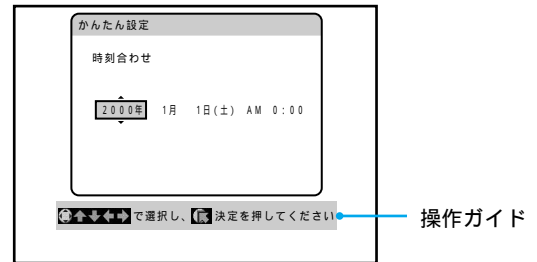 かんたん設定
時刻合わせ
2000年 1月 1日(土) AM 0:00
で選択し、決定を押してください
操作ガイド